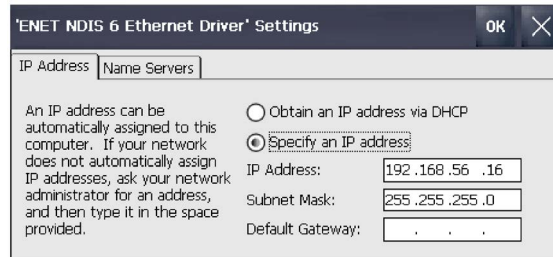 'ENET NDIS 6 Ethernet Driver' Settings OK
IP Address Name Servers
An IP address can be
automatically assigned to this
computer. If your network
does not automatically assign
IP addresses, ask your network
administrator for an address,
and then type it in the space
provided.
Obtain an IP address via DHCP
Specify an IP address
IP Address: 192.168.56.16
Subnet Mask: 255.255.255.0
Default Gateway: . . .